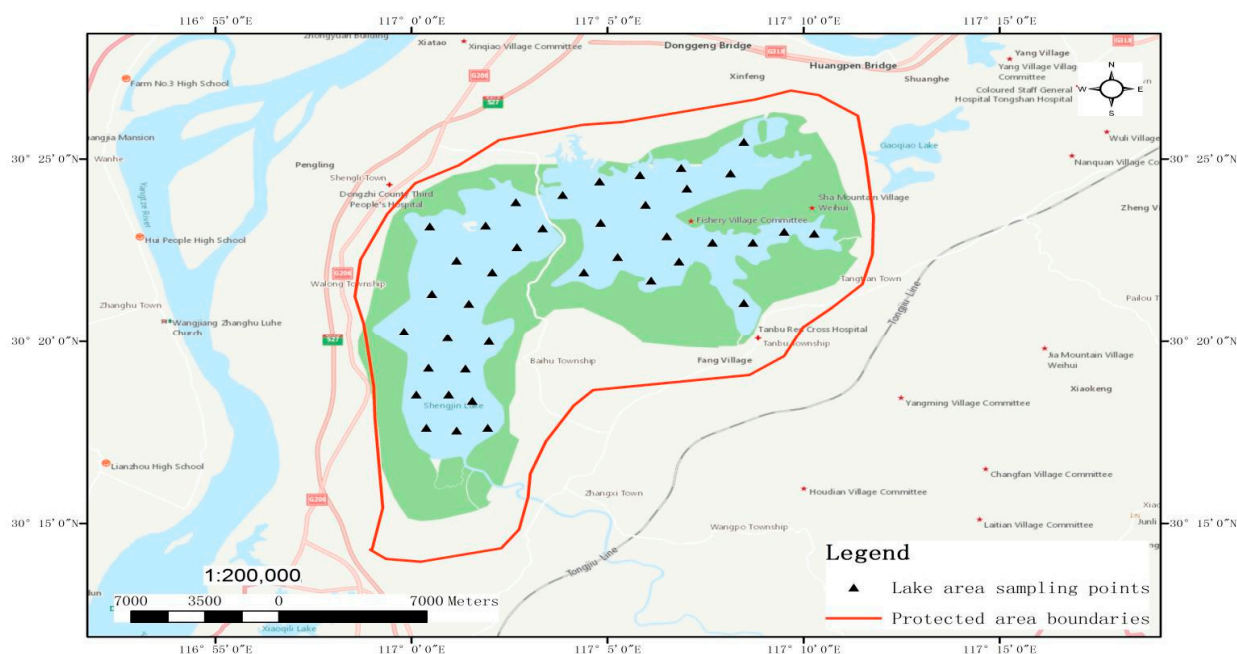 116° 55′0″E
117° 0′0″E
117° 5′0″E
117° 10′0″E
117° 15′0″E
Zhongyuan Building
Xiatao
Xinqiao Village Committee
Donggeng Bridge
G318
G318
Yang Village
Huangpen Bridge
Yang Village Village
Committee
N
W E
S
Farm No.3 High School
G206
Xinfeng
Shuanghe
Coloured Staff General
Hospital Tongshan Hospital
S27
Mansion
Wuli Village
Gaoqiao Lake
30° 25′0″N
Wanhe
Pengling
Nanquan Village
30° 25′0″N
Shengli Town
Dongzhi County Third
People's Hospital
Yangtze River
Sha Mountain Village
Weihui
Zheng
Fishery Village Committee
Hui People High School
G206
Walong Township
Tangtian Town
Pailou
Zhanghu Town
Tongjiu Line
Wangjiang Zhanghu Luhe
Church
Tanbu Red Cross Hospital
Tanbu Township
30° 20′0″N
S27
Baihu Township
Fang Village
Jia Mountain Village
Weihui
30° 20′0″N
Xiaokeng
Shengjin Lake
Yangming Village Committee
Lianzhou High School
Changfan Village Committee
G206
Zhangxi Town
Houdian Village Committee
30° 15′0″N
Wangpo Township
Laitian Village Committee
Junli
30° 15′0″N
Tongjiu Line
Legend
1:200,000
Lake area sampling points
7000 3500 0 7000 Meters
Protected area boundaries
Xiaoqili Lake
116° 55′0″E
117° 0′0″E
117° 5′0″E
117° 10′0″E
117° 15′0″E